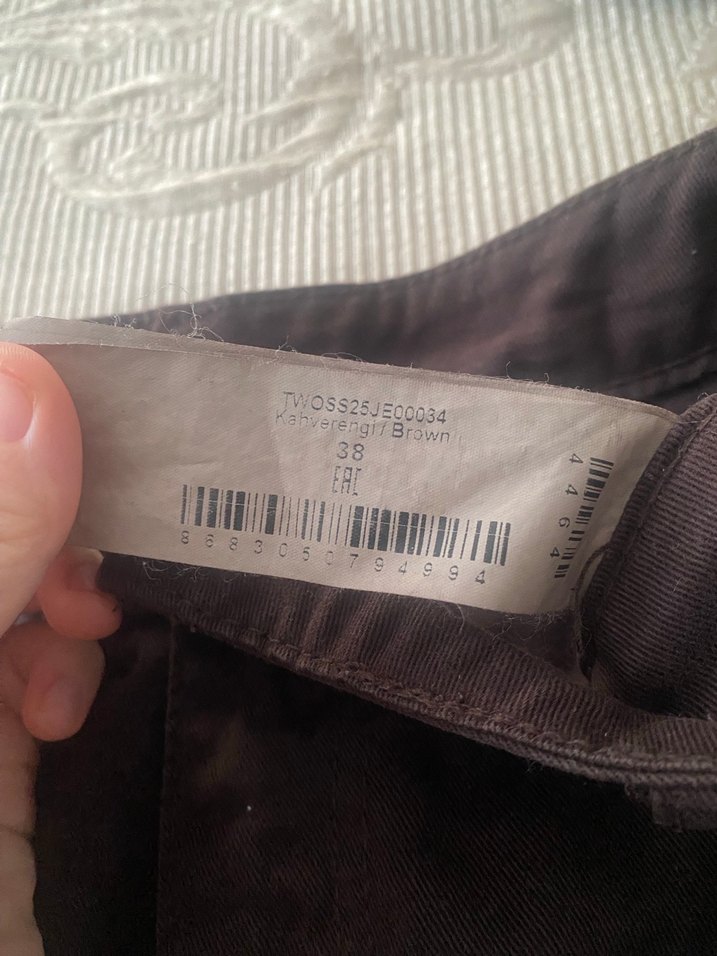 TWOSS25JE00034
Kahverengi / Brown
38
EAC
8683050794994
4464